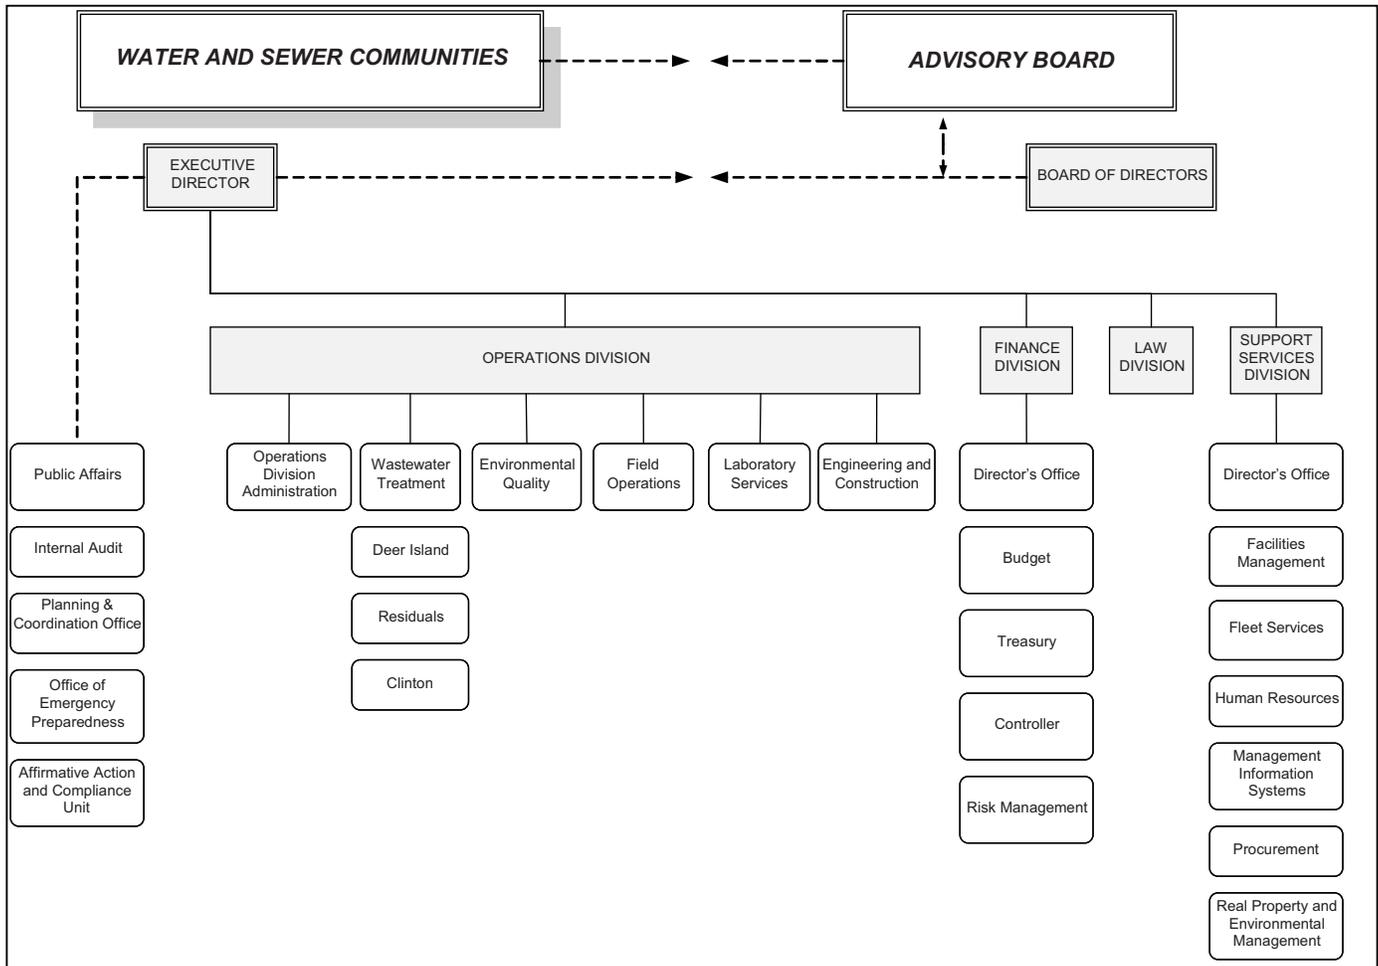 WATER AND SEWER COMMUNITIES
ADVISORY BOARD
EXECUTIVE
DIRECTOR
BOARD OF DIRECTORS
OPERATIONS DIVISION
FINANCE
DIVISION
LAW
DIVISION
SUPPORT
SERVICES
DIVISION
Public Affairs
Internal Audit
Planning &
Coordination Office
Office of
Emergency
Preparedness
Affirmative Action
and Compliance
Unit
Operations
Division
Administration
Wastewater
Treatment
Deer Island
Residuals
Clinton
Environmental
Quality
Field
Operations
Laboratory
Services
Engineering and
Construction
Director’s Office
Budget
Treasury
Controller
Risk Management
Director’s Office
Facilities
Management
Fleet Services
Human Resources
Management
Information
Systems
Procurement
Real Property and
Environmental
Management